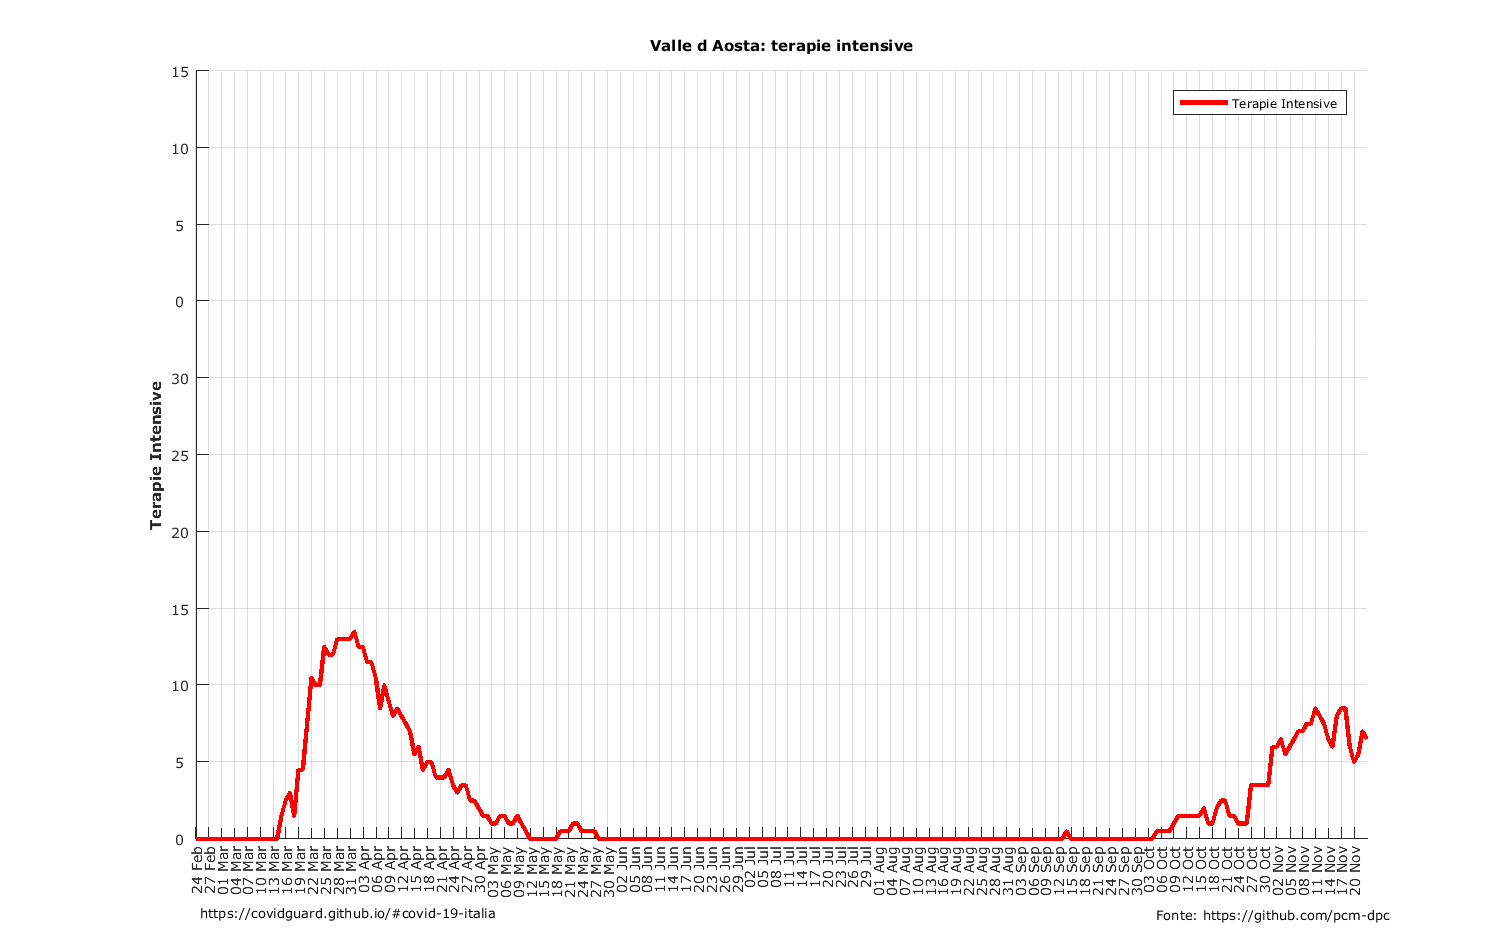 Valle d Aosta: terapie intensive
Terapie Intensive
15
10
5
0
30
25
20
15
10
5
0
Terapie Intensive
24 Feb
27 Feb
01 Mar
04 Mar
07 Mar
10 Mar
13 Mar
16 Mar
19 Mar
22 Mar
25 Mar
28 Mar
31 Mar
03 Apr
06 Apr
09 Apr
12 Apr
15 Apr
18 Apr
21 Apr
24 Apr
27 Apr
30 Apr
03 May
06 May
09 May
12 May
15 May
18 May
21 May
24 May
27 May
30 May
02 Jun
05 Jun
08 Jun
11 Jun
14 Jun
17 Jun
20 Jun
23 Jun
26 Jun
29 Jun
02 Jul
05 Jul
08 Jul
11 Jul
14 Jul
17 Jul
20 Jul
23 Jul
26 Jul
29 Jul
01 Aug
04 Aug
07 Aug
10 Aug
13 Aug
16 Aug
19 Aug
22 Aug
25 Aug
28 Aug
31 Aug
03 Sep
06 Sep
09 Sep
12 Sep
15 Sep
18 Sep
21 Sep
24 Sep
27 Sep
30 Sep
03 Oct
06 Oct
09 Oct
12 Oct
15 Oct
18 Oct
21 Oct
24 Oct
27 Oct
30 Oct
02 Nov
05 Nov
08 Nov
11 Nov
14 Nov
17 Nov
20 Nov
https://covidguard.github.io/#covid-19-italia
Fonte: https://github.com/pcm-dpc